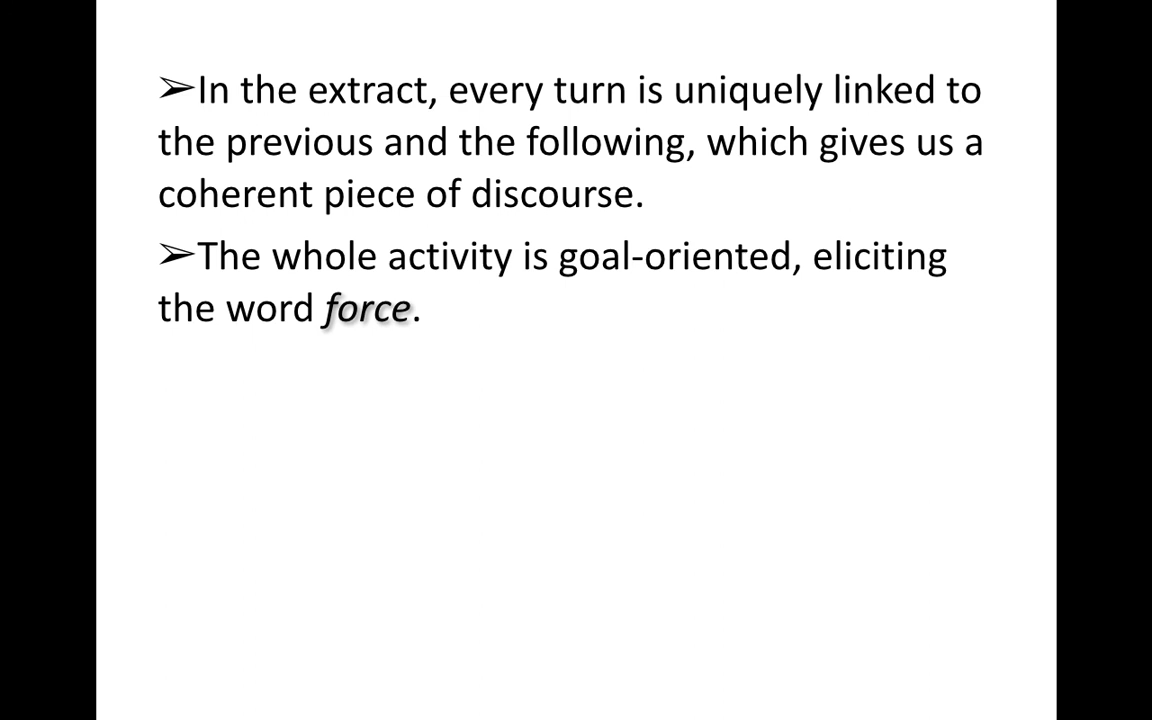 ➢In the extract, every turn is uniquely linked to
the previous and the following, which gives us a
coherent piece of discourse.
➢The whole activity is goal-oriented, eliciting
the word force.